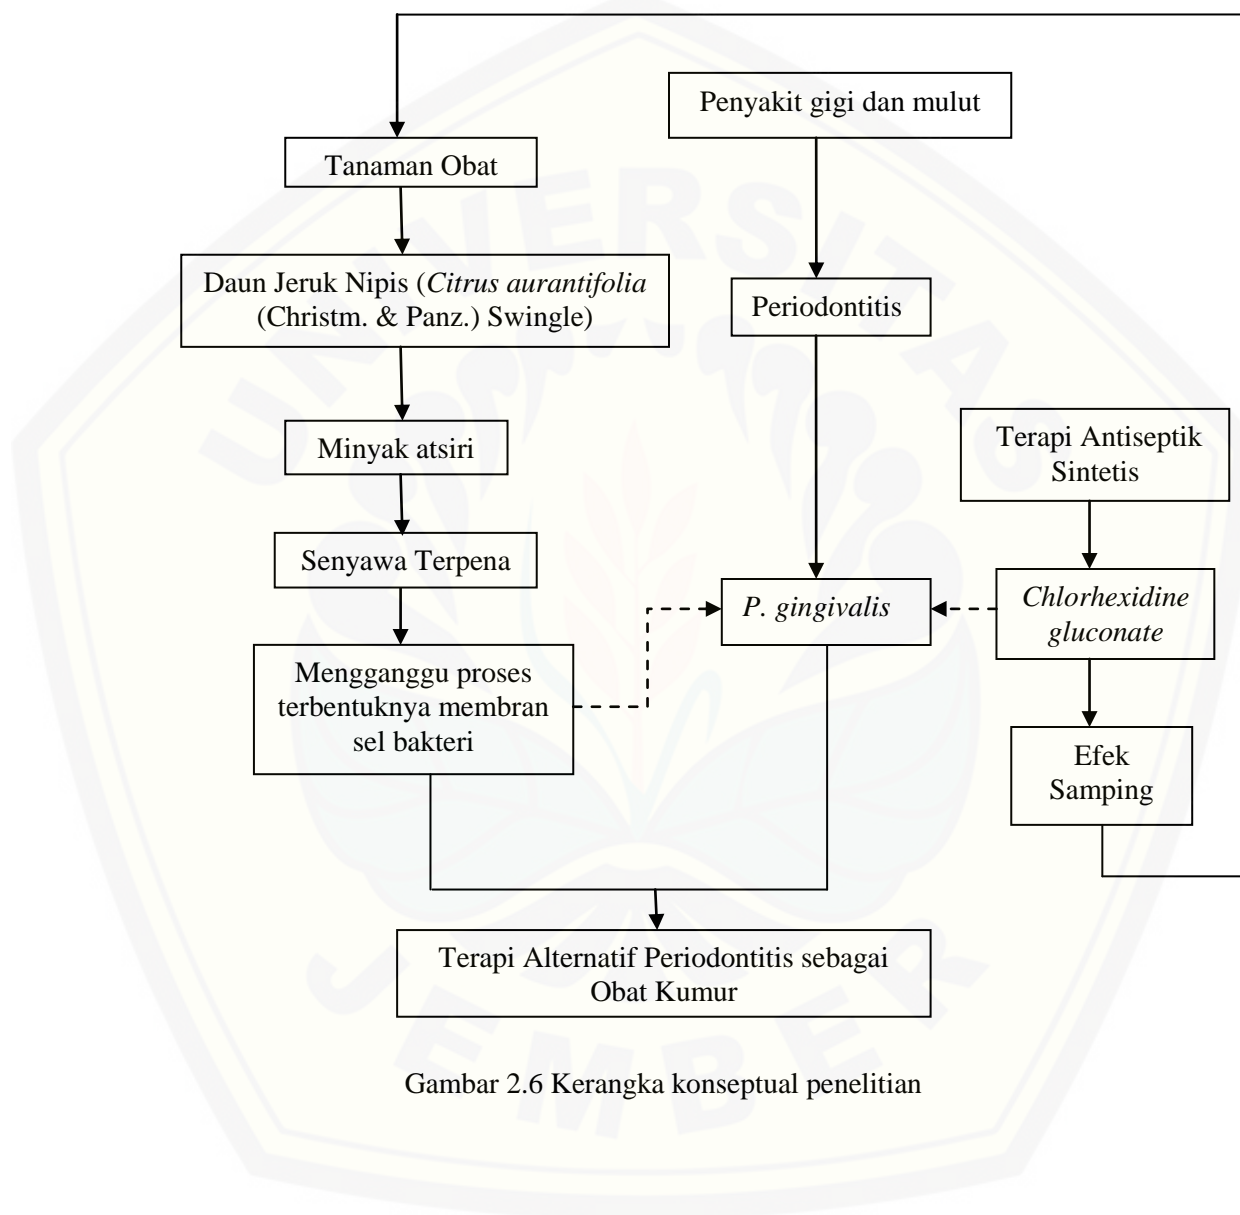 Penyakit gigi dan mulut
Tanaman Obat
Daun Jeruk Nipis (Citrus aurantifolia
(Christm. & Panz.) Swingle)
Periodontitis
Minyak atsiri
Terapi Antiseptik
Sintetis
Senyawa Terpena
P. gingivalis
Chlorhexidine
gluconate
Mengganggu proses
terbentuknya membran
sel bakteri
Efek
Samping
Terapi Alternatif Periodontitis sebagai
Obat Kumur
Gambar 2.6 Kerangka konseptual penelitian
UNIVERSITAS
JEMBER